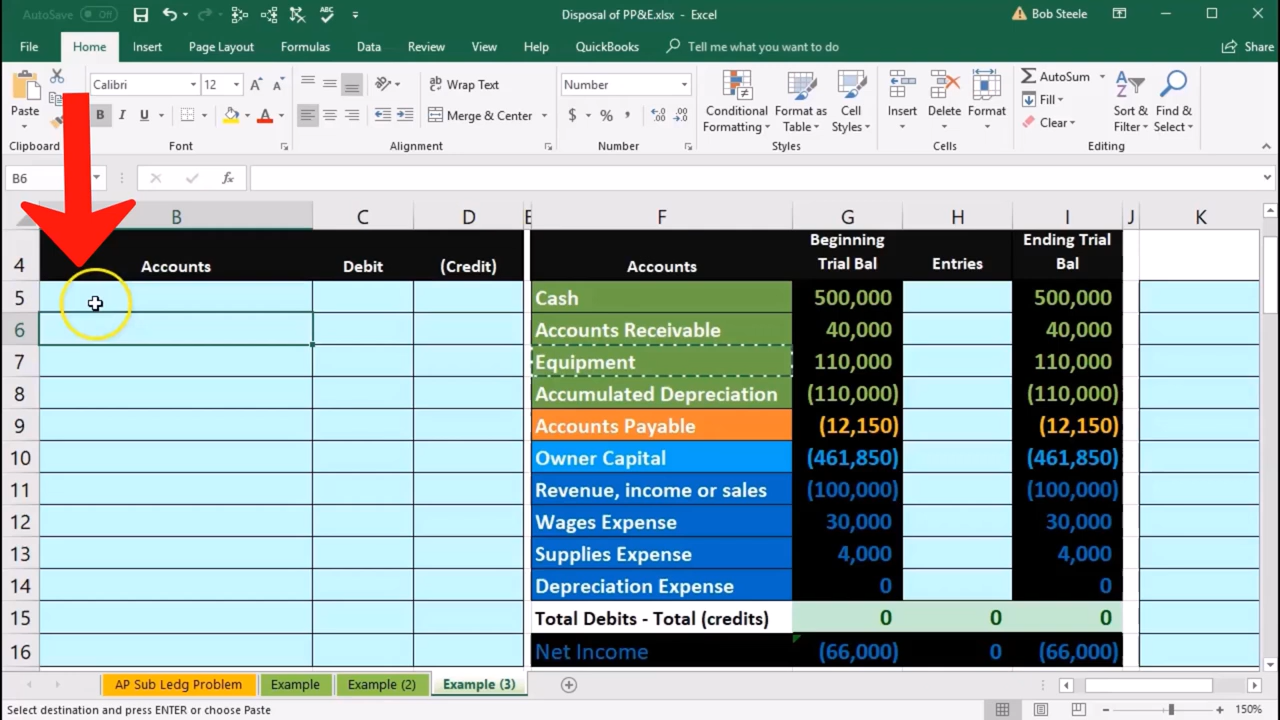 AutoSave Off
Disposal of PP&E.xlsx - Excel
Bob Steele
File Home Insert Page Layout Formulas Data Review View Help QuickBooks Tell me what you want to do Share
Paste
Clipboard
Calibri 12
B I U A
Font
Wrap Text
Merge & Center
Alignment
Number
$ % ,
Number
Conditional Formatting
Format as Table
Cell Styles
Styles
Insert
Delete
Format
Cells
AutoSum
Fill
Clear
Sort & Filter
Find & Select
Editing
B6 fx
B C D E F G H I J K
4 Accounts Debit (Credit) Accounts Beginning Trial Bal Entries Ending Trial Bal
5 Cash 500,000 500,000
6 Accounts Receivable 40,000 40,000
7 Equipment 110,000 110,000
8 Accumulated Depreciation (110,000) (110,000)
9 Accounts Payable (12,150) (12,150)
10 Owner Capital (461,850) (461,850)
11 Revenue, income or sales (100,000) (100,000)
12 Wages Expense 30,000 30,000
13 Supplies Expense 4,000 4,000
14 Depreciation Expense 0 0
15 Total Debits - Total (credits) 0 0 0
16 Net Income (66,000) 0 (66,000)
AP Sub Ledg Problem Example Example (2) Example (3)
Select destination and press ENTER or choose Paste
150%